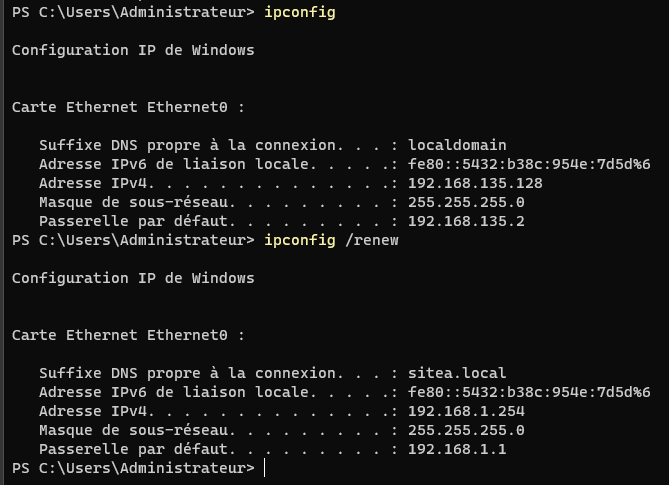 PS C:\Users\Administrateur> ipconfig
Configuration IP de Windows
Carte Ethernet Ethernet0 :
   Suffixe DNS propre à la connexion. . . : localdomain
   Adresse IPv6 de liaison locale. . . . .: fe80::5432:b38c:954e:7d5d%6
   Adresse IPv4. . . . . . . . . . . . . .: 192.168.135.128
   Masque de sous-réseau. . . . . . . . . : 255.255.255.0
   Passerelle par défaut. . . . . . . . . : 192.168.135.2
PS C:\Users\Administrateur> ipconfig /renew
Configuration IP de Windows
Carte Ethernet Ethernet0 :
   Suffixe DNS propre à la connexion. . . : sitea.local
   Adresse IPv6 de liaison locale. . . . .: fe80::5432:b38c:954e:7d5d%6
   Adresse IPv4. . . . . . . . . . . . . .: 192.168.1.254
   Masque de sous-réseau. . . . . . . . . : 255.255.255.0
   Passerelle par défaut. . . . . . . . . : 192.168.1.1
PS C:\Users\Administrateur>